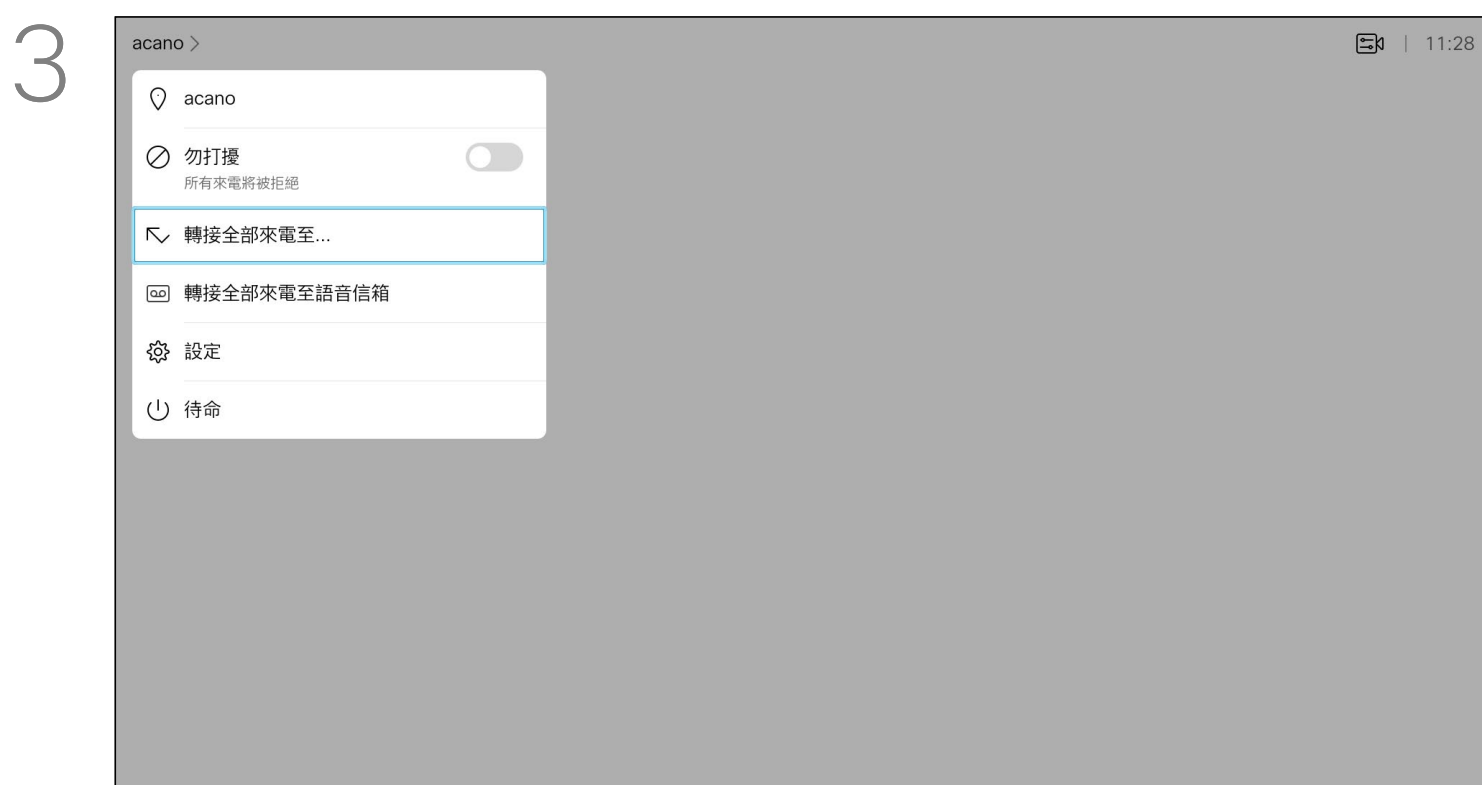 3
acano >
11:28
acano
勿打擾
所有來電將被拒絕
轉接全部來電至...
轉接全部來電至語音信箱
設定
待命